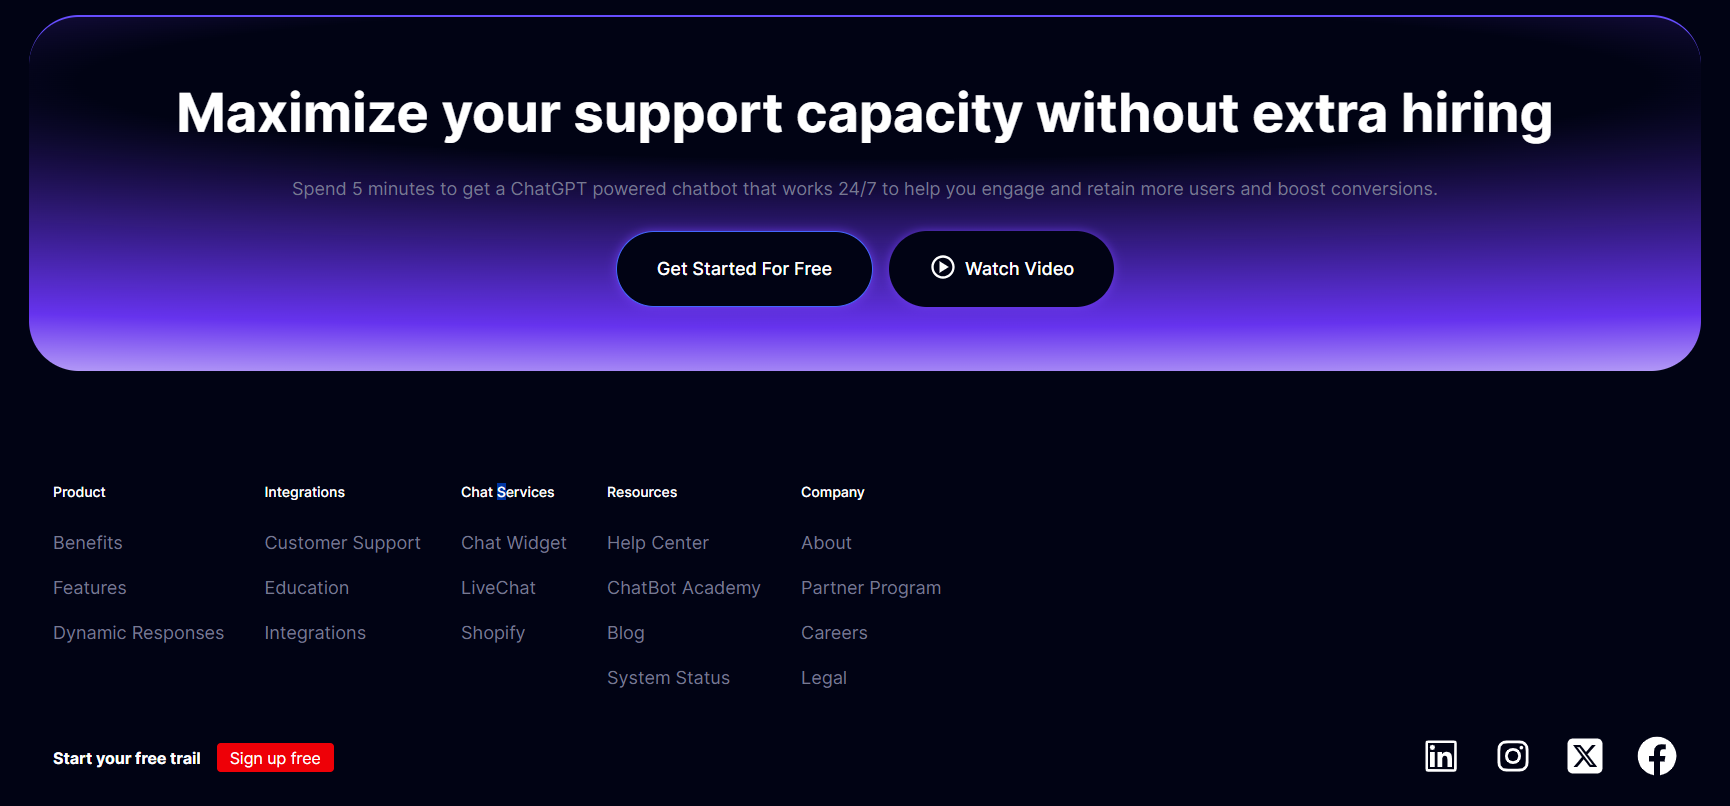 Maximize your support capacity without extra hiring
Spend 5 minutes to get a ChatGPT powered chatbot that works 24/7 to help you engage and retain more users and boost conversions.
Get Started For Free
Watch Video
Product
Benefits
Features
Dynamic Responses
Integrations
Customer Support
Education
Integrations
Chat Services
Chat Widget
LiveChat
Shopify
Resources
Help Center
ChatBot Academy
Blog
System Status
Company
About
Partner Program
Careers
Legal
Start your free trail
Sign up free